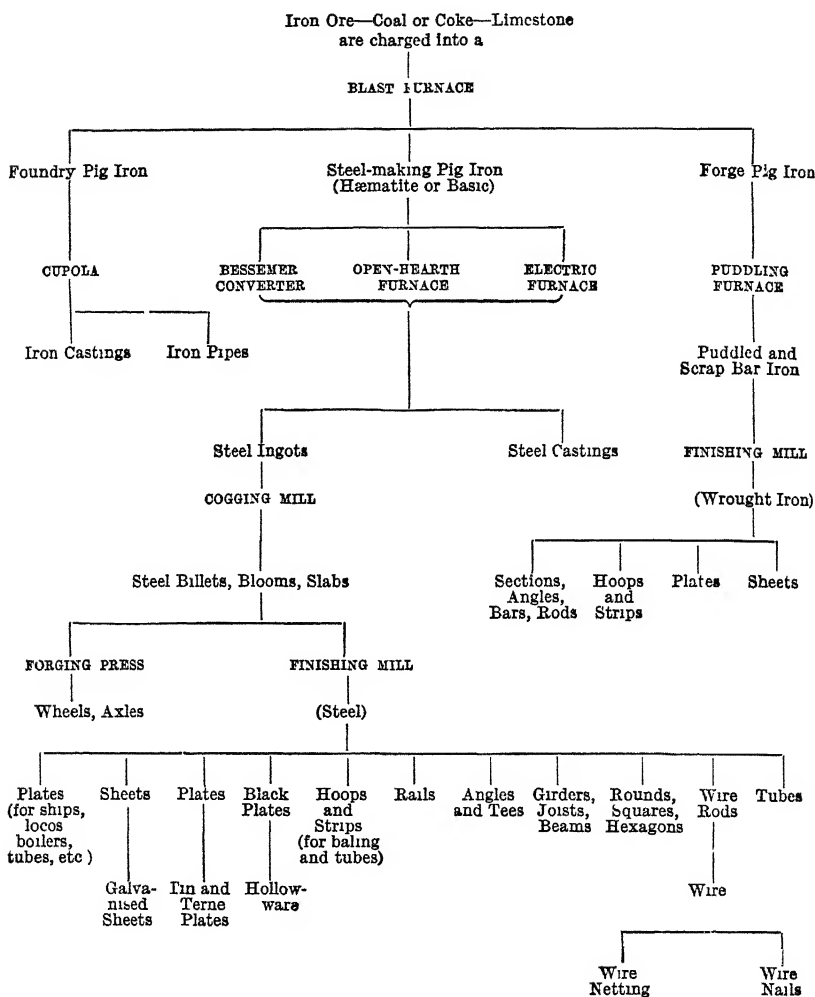 Iron Ore—Coal or Coke—Limestone
are charged into a
BLAST FURNACE
Foundry Pig Iron
Steel-making Pig Iron
(Hæmatite or Basic)
Forge Pig Iron
CUPOLA
BESSEMER
CONVERTER
OPEN-HEARTH
FURNACE
ELECTRIC
FURNACE
PUDDLING
FURNACE
Iron Castings
Iron Pipes
Puddled and
Scrap Bar Iron
Steel Ingots
Steel Castings
FINISHING MILL
COGGING MILL
(Wrought Iron)
Steel Billets, Blooms, Slabs
Sections,
Angles,
Bars, Rods
Hoops
and
Strips
Plates
Sheets
FORGING PRESS
FINISHING MILL
Wheels, Axles
(Steel)
Plates
(for ships,
locos
boilers,
tubes, etc )
Sheets
Plates
Black
Plates
Hoops
and
Strips
(for baling
and tubes)
Rails
Angles
and Tees
Girders,
Joists,
Beams
Rounds,
Squares,
Hexagons
Wire
Rods
Tubes
Galva-
nised
Sheets
Tin and
Terne
Plates
Hollow-
ware
Wire
Wire
Netting
Wire
Nails